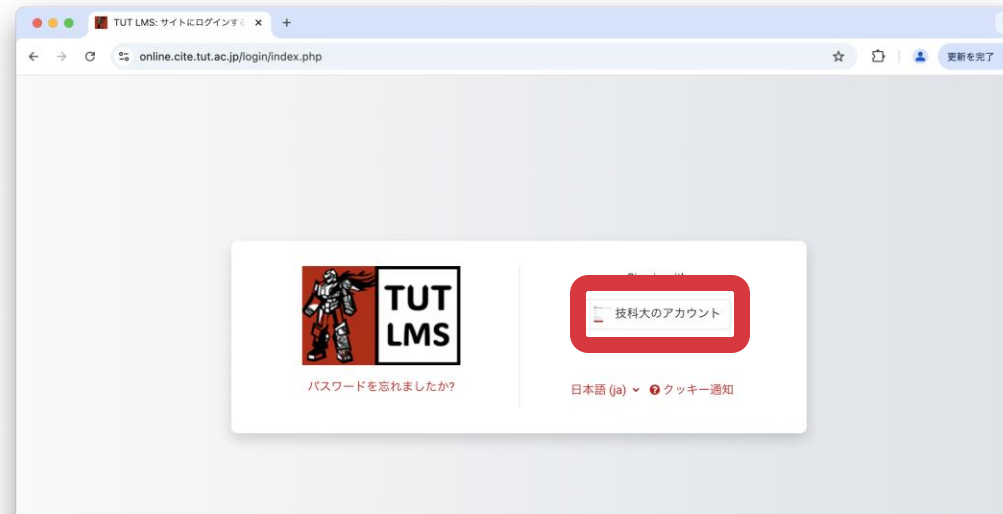 TUT LMS: サイトにログインする
online.cite.tut.ac.jp/login/index.php
更新を完了
TUT
LMS
技科大のアカウント
パスワードを忘れましたか?
日本語 (ja) クッキー通知